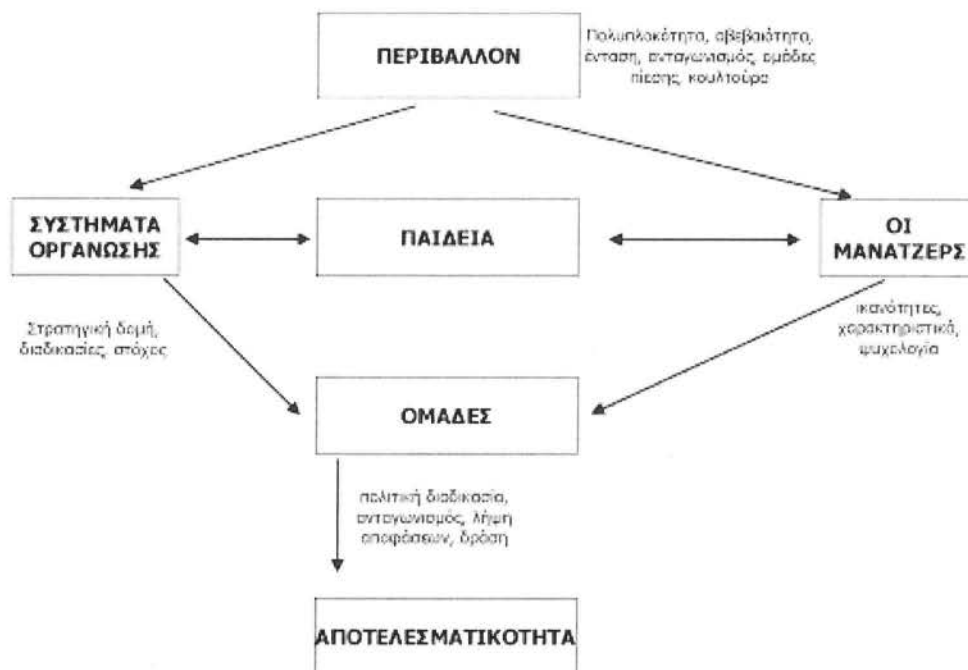 ΠΕΡΙΒΑΛΛΟΝ
Πολυπλοκότητα, αβεβαιότητα,
ένταση, ανταγωνισμός, ομάδες
πίεσης, κουλτούρα
ΣΥΣΤΗΜΑΤΑ
ΟΡΓΑΝΩΣΗΣ
ΠΑΙΔΕΙΑ
ΟΙ
ΜΑΝΑΤΖΕΡΣ
Στρατηγική δομή,
διαδικασίες, στόχος
ικανότητες,
χαρακτηριστικά,
ψυχολογία
ΟΜΑΔΕΣ
πολιτική διαδικασία,
ανταγωνισμός, λήψη
αποφάσεων, δράση
ΑΠΟΤΕΛΕΣΜΑΤΙΚΟΤΗΤΑ